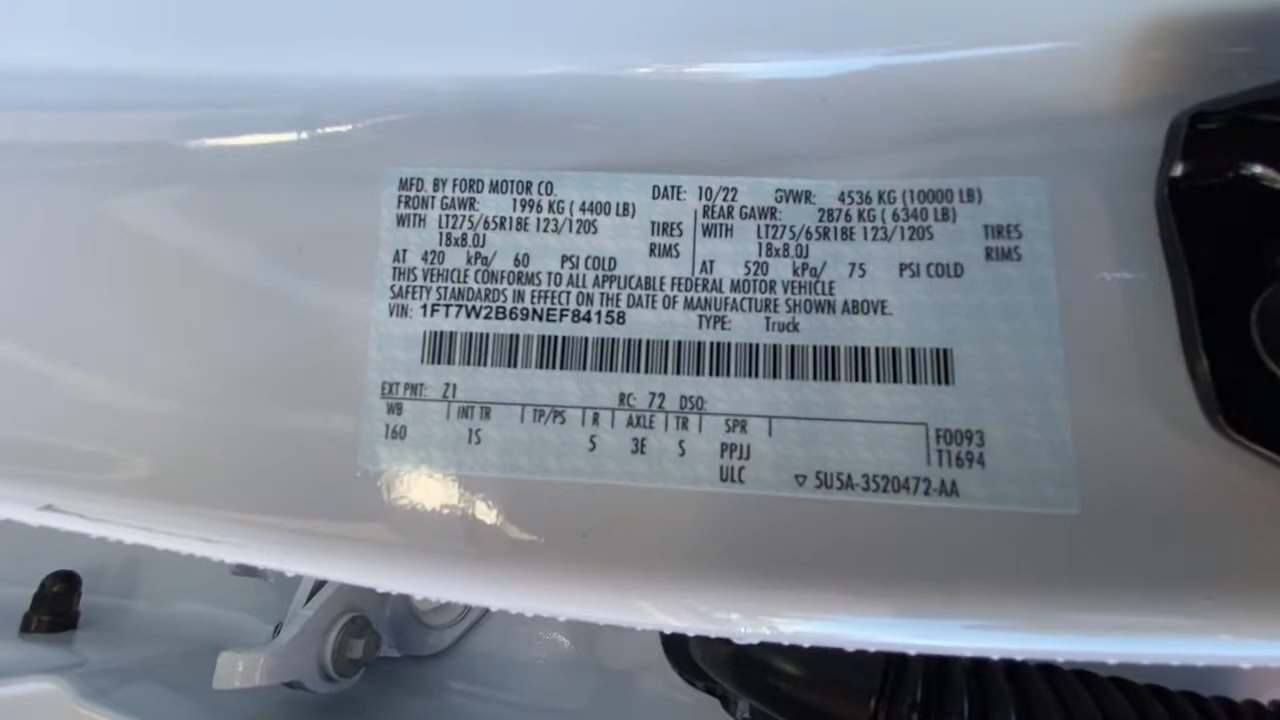 MFD. BY FORD MOTOR CO. DATE: 10/22 GVWR: 4536 KG (10000 LB)
FRONT GAWR: 1996 KG ( 4400 LB) REAR GAWR: 2876 KG ( 6340 LB)
WITH LT275/65R18E 123/120S TIRES WITH LT275/65R18E 123/120S TIRES
18x8.0J RIMS 18x8.0J RIMS
AT 420 kPa/ 60 PSI COLD AT 520 kPa/ 75 PSI COLD
THIS VEHICLE CONFORMS TO ALL APPLICABLE FEDERAL MOTOR VEHICLE
SAFETY STANDARDS IN EFFECT ON THE DATE OF MANUFACTURE SHOWN ABOVE.
VIN: 1FT7W2B69NEF84158 TYPE: Truck
EXT PNT: Z1 RC: 72 DSO:
WB INT TR TP/PS R AXLE TR SPR F0093
160 1S 5 3E S PPJJ T1694
ULC ▽ 5U5A-3520472-AA